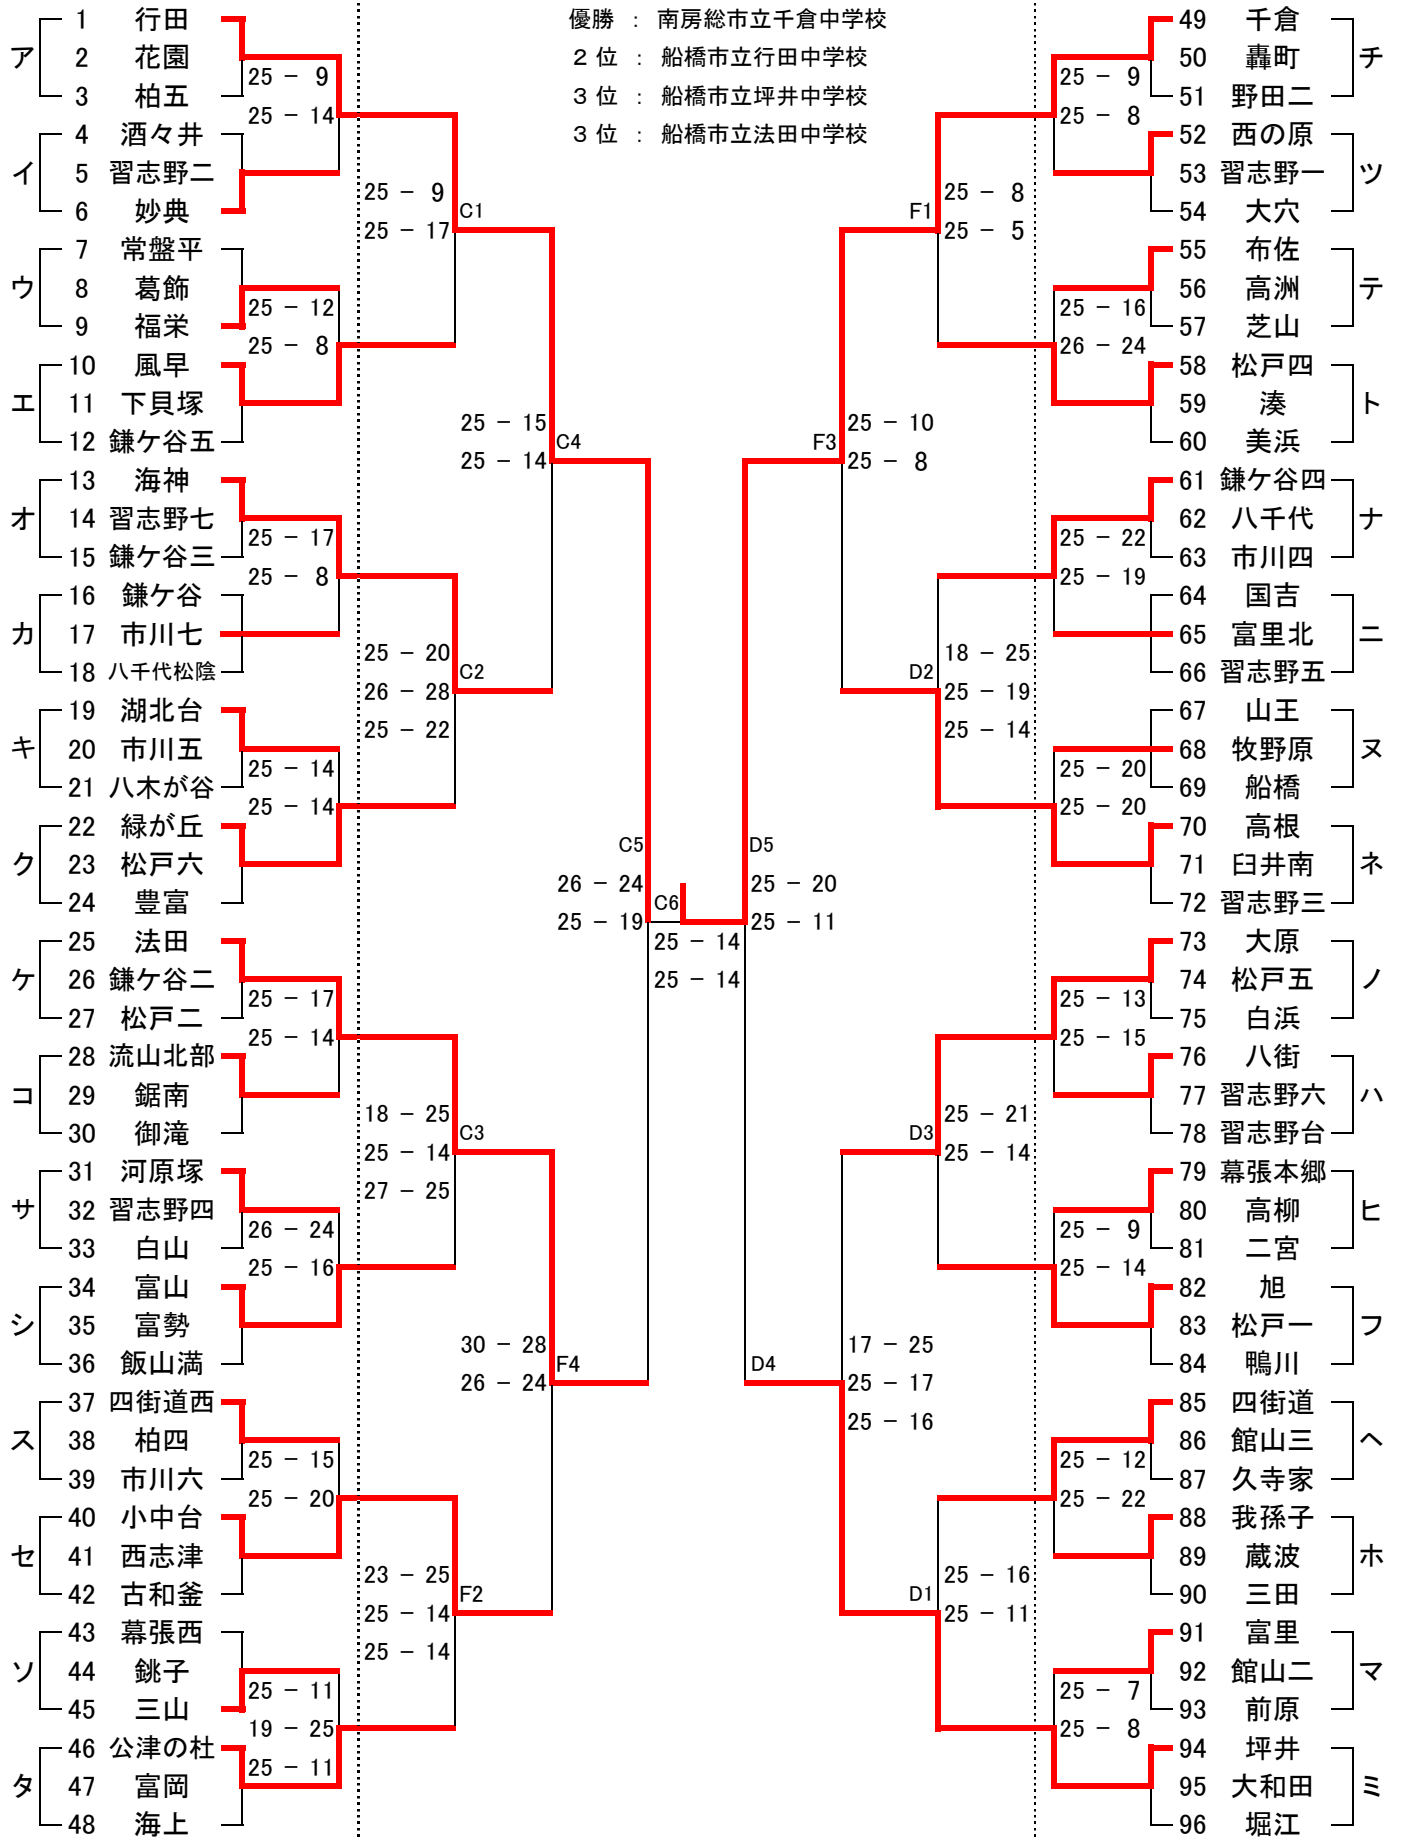 優勝 : 南房総市立千倉中学校
2 位 : 船橋市立行田中学校
3 位 : 船橋市立坪井中学校
3 位 : 船橋市立法田中学校
ア
1 行田
2 花園
3 柏五
25 - 9
25 - 14
イ
4 酒々井
5 習志野二
6 妙典
25 - 9
25 - 17
C1
ウ
7 常盤平
8 葛飾
9 福栄
25 - 12
25 - 8
エ
10 風早
11 下貝塚
12 鎌ケ谷五
25 - 15
25 - 14
C4
オ
13 海神
14 習志野七
15 鎌ケ谷三
25 - 17
25 - 8
カ
16 鎌ケ谷
17 市川七
18 八千代松陰
25 - 20
26 - 28
25 - 22
C2
キ
19 湖北台
20 市川五
21 八木が谷
25 - 14
25 - 14
ク
22 緑が丘
23 松戸六
24 豊富
C5
26 - 24
25 - 19
C6
25 - 14
25 - 14
ケ
25 法田
26 鎌ケ谷二
27 松戸二
25 - 17
25 - 14
コ
28 流山北部
29 鋸南
30 御滝
18 - 25
25 - 14
27 - 25
C3
サ
31 河原塚
32 習志野四
33 白山
26 - 24
25 - 16
シ
34 富山
35 富勢
36 飯山満
30 - 28
26 - 24
F4
ス
37 四街道西
38 柏四
39 市川六
25 - 15
25 - 20
セ
40 小中台
41 西志津
42 古和釜
23 - 25
25 - 14
25 - 14
F2
ソ
43 幕張西
44 銚子
45 三山
25 - 11
19 - 25
25 - 11
タ
46 公津の杜
47 富岡
48 海上
49 千倉
50 轟町
51 野田二
チ
25 - 9
25 - 8
52 西の原
53 習志野一
54 大穴
ツ
F1
25 - 8
25 - 5
55 布佐
56 高洲
57 芝山
テ
25 - 16
26 - 24
58 松戸四
59 湊
60 美浜
ト
F3
25 - 10
25 - 8
61 鎌ケ谷四
62 八千代
63 市川四
ナ
25 - 22
25 - 19
64 国吉
65 富里北
66 習志野五
ニ
D2
18 - 25
25 - 19
25 - 14
67 山王
68 牧野原
69 船橋
ヌ
25 - 20
25 - 20
70 高根
71 臼井南
72 習志野三
ネ
D5
25 - 20
25 - 11
73 大原
74 松戸五
75 白浜
ノ
25 - 13
25 - 15
76 八街
77 習志野六
78 習志野台
ハ
D3
25 - 21
25 - 14
79 幕張本郷
80 高柳
81 二宮
ヒ
25 - 9
25 - 14
82 旭
83 松戸一
84 鴨川
フ
D4
17 - 25
25 - 17
25 - 16
85 四街道
86 館山三
87 久寺家
ヘ
25 - 12
25 - 22
88 我孫子
89 蔵波
90 三田
ホ
D1
25 - 16
25 - 11
91 富里
92 館山二
93 前原
マ
25 - 7
25 - 8
94 坪井
95 大和田
96 堀江
ミ